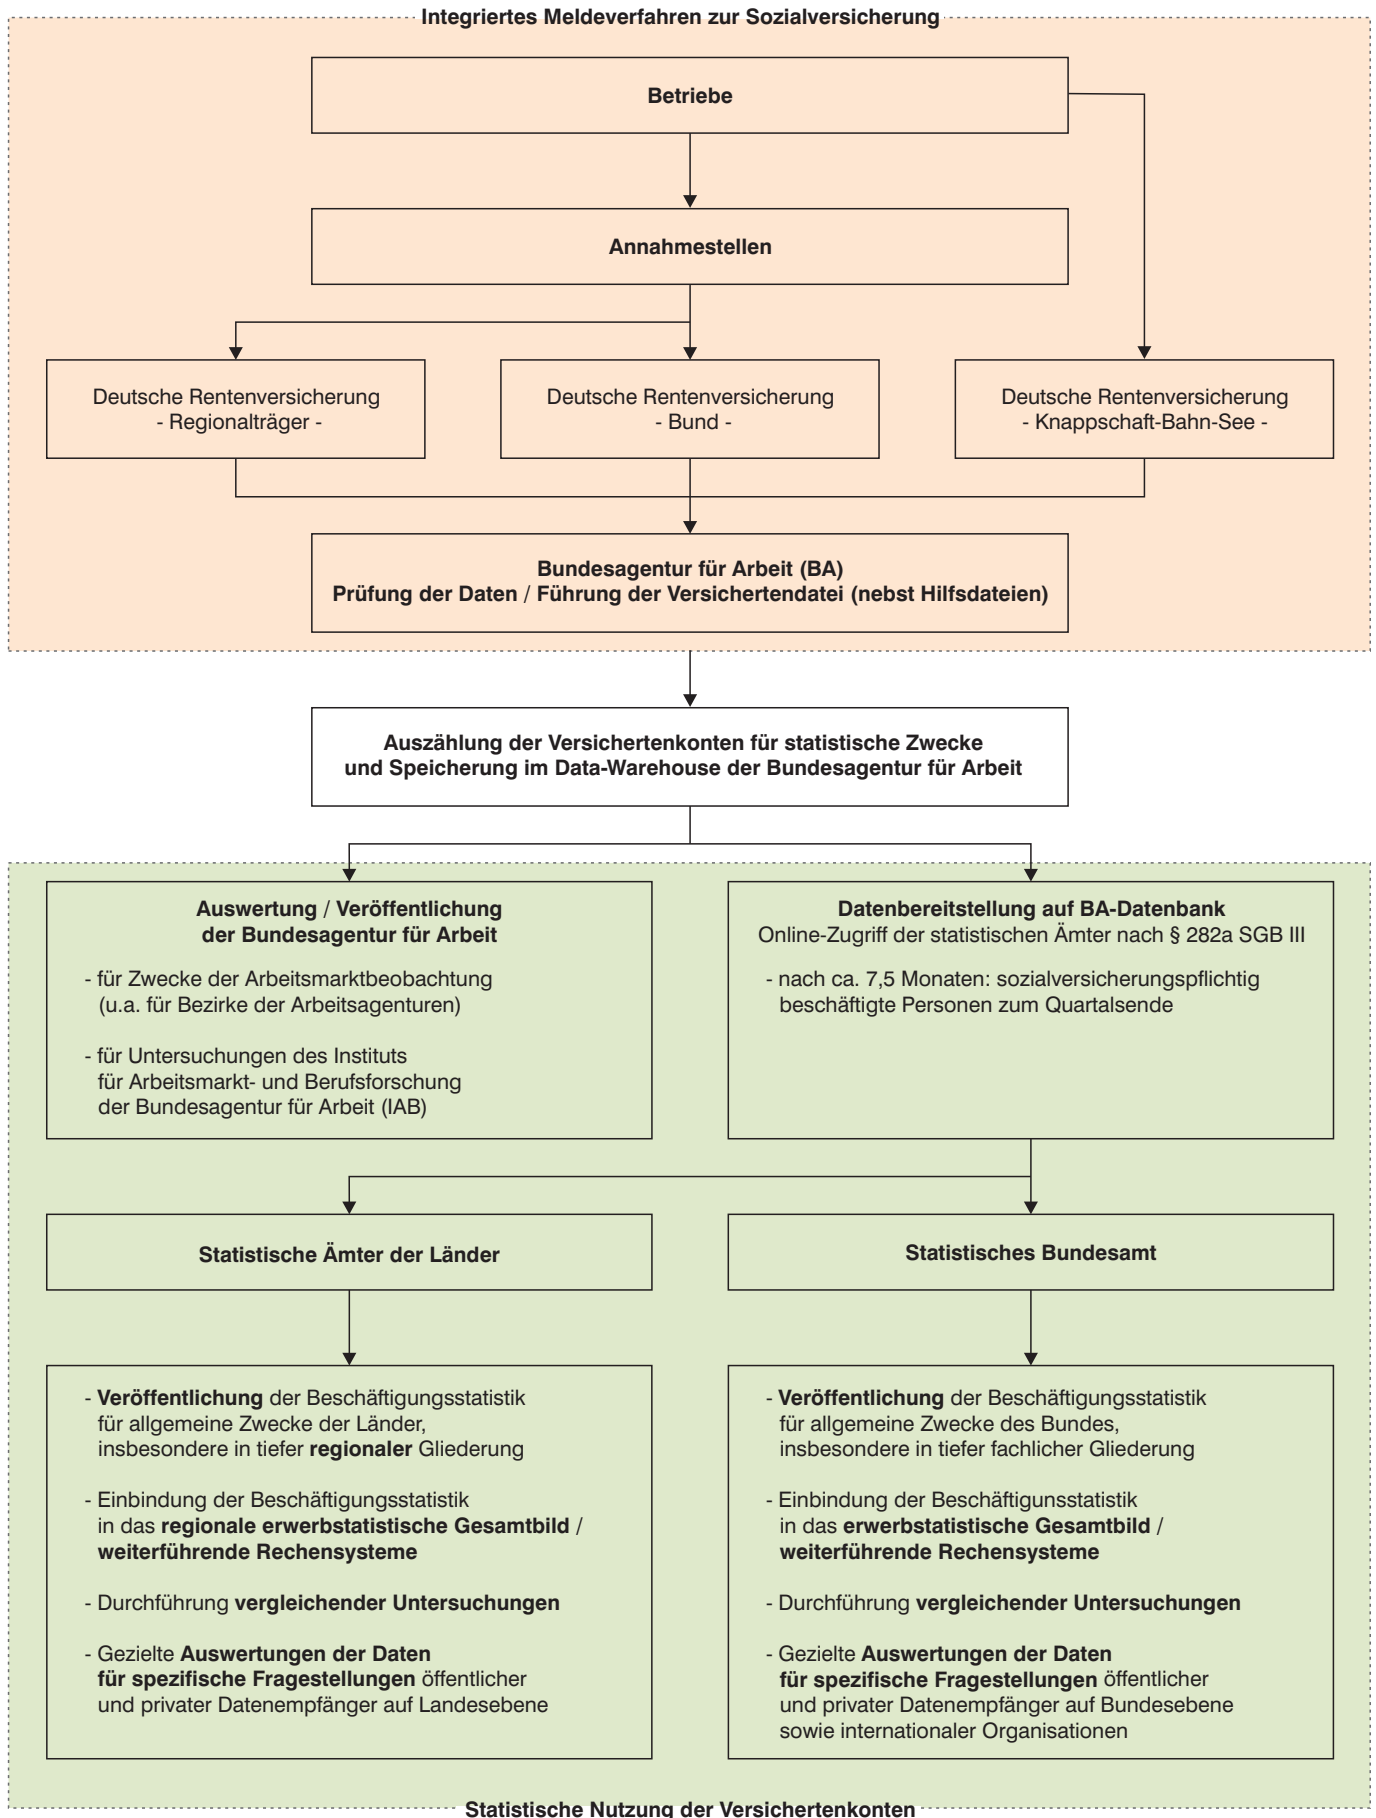 Integriertes Meldeverfahren zur Sozialversicherung
Betriebe
Annahmestellen
Deutsche Rentenversicherung
- Regionalträger -
Deutsche Rentenversicherung
- Bund -
Deutsche Rentenversicherung
- Knappschaft-Bahn-See -
Bundesagentur für Arbeit (BA)
Prüfung der Daten / Führung der Versichertendatei (nebst Hilfsdateien)
Auszählung der Versichertenkonten für statistische Zwecke
und Speicherung im Data-Warehouse der Bundesagentur für Arbeit
Auswertung / Veröffentlichung
der Bundesagentur für Arbeit
- für Zwecke der Arbeitsmarktbeobachtung
(u.a. für Bezirke der Arbeitsagenturen)
- für Untersuchungen des Instituts
für Arbeitsmarkt- und Berufsforschung
der Bundesagentur für Arbeit (IAB)
Datenbereitstellung auf BA-Datenbank
Online-Zugriff der statistischen Ämter nach § 282a SGB III
- nach ca. 7,5 Monaten: sozialversicherungspflichtig
beschäftigte Personen zum Quartalsende
Statistische Ämter der Länder
Statistisches Bundesamt
- Veröffentlichung der Beschäftigungsstatistik
für allgemeine Zwecke der Länder,
insbesondere in tiefer regionaler Gliederung
- Einbindung der Beschäftigungsstatistik
in das regionale erwerbstatistische Gesamtbild /
weiterführende Rechensysteme
- Durchführung vergleichender Untersuchungen
- Gezielte Auswertungen der Daten
für spezifische Fragestellungen öffentlicher
und privater Datenempfänger auf Landesebene
- Veröffentlichung der Beschäftigungsstatistik
für allgemeine Zwecke des Bundes,
insbesondere in tiefer fachlicher Gliederung
- Einbindung der Beschäftigunsstatistik
in das erwerbstatistische Gesamtbild /
weiterführende Rechensysteme
- Durchführung vergleichender Untersuchungen
- Gezielte Auswertungen der Daten
für spezifische Fragestellungen öffentlicher
und privater Datenempfänger auf Bundesebene
sowie internationaler Organisationen
Statistische Nutzung der Versichertenkonten